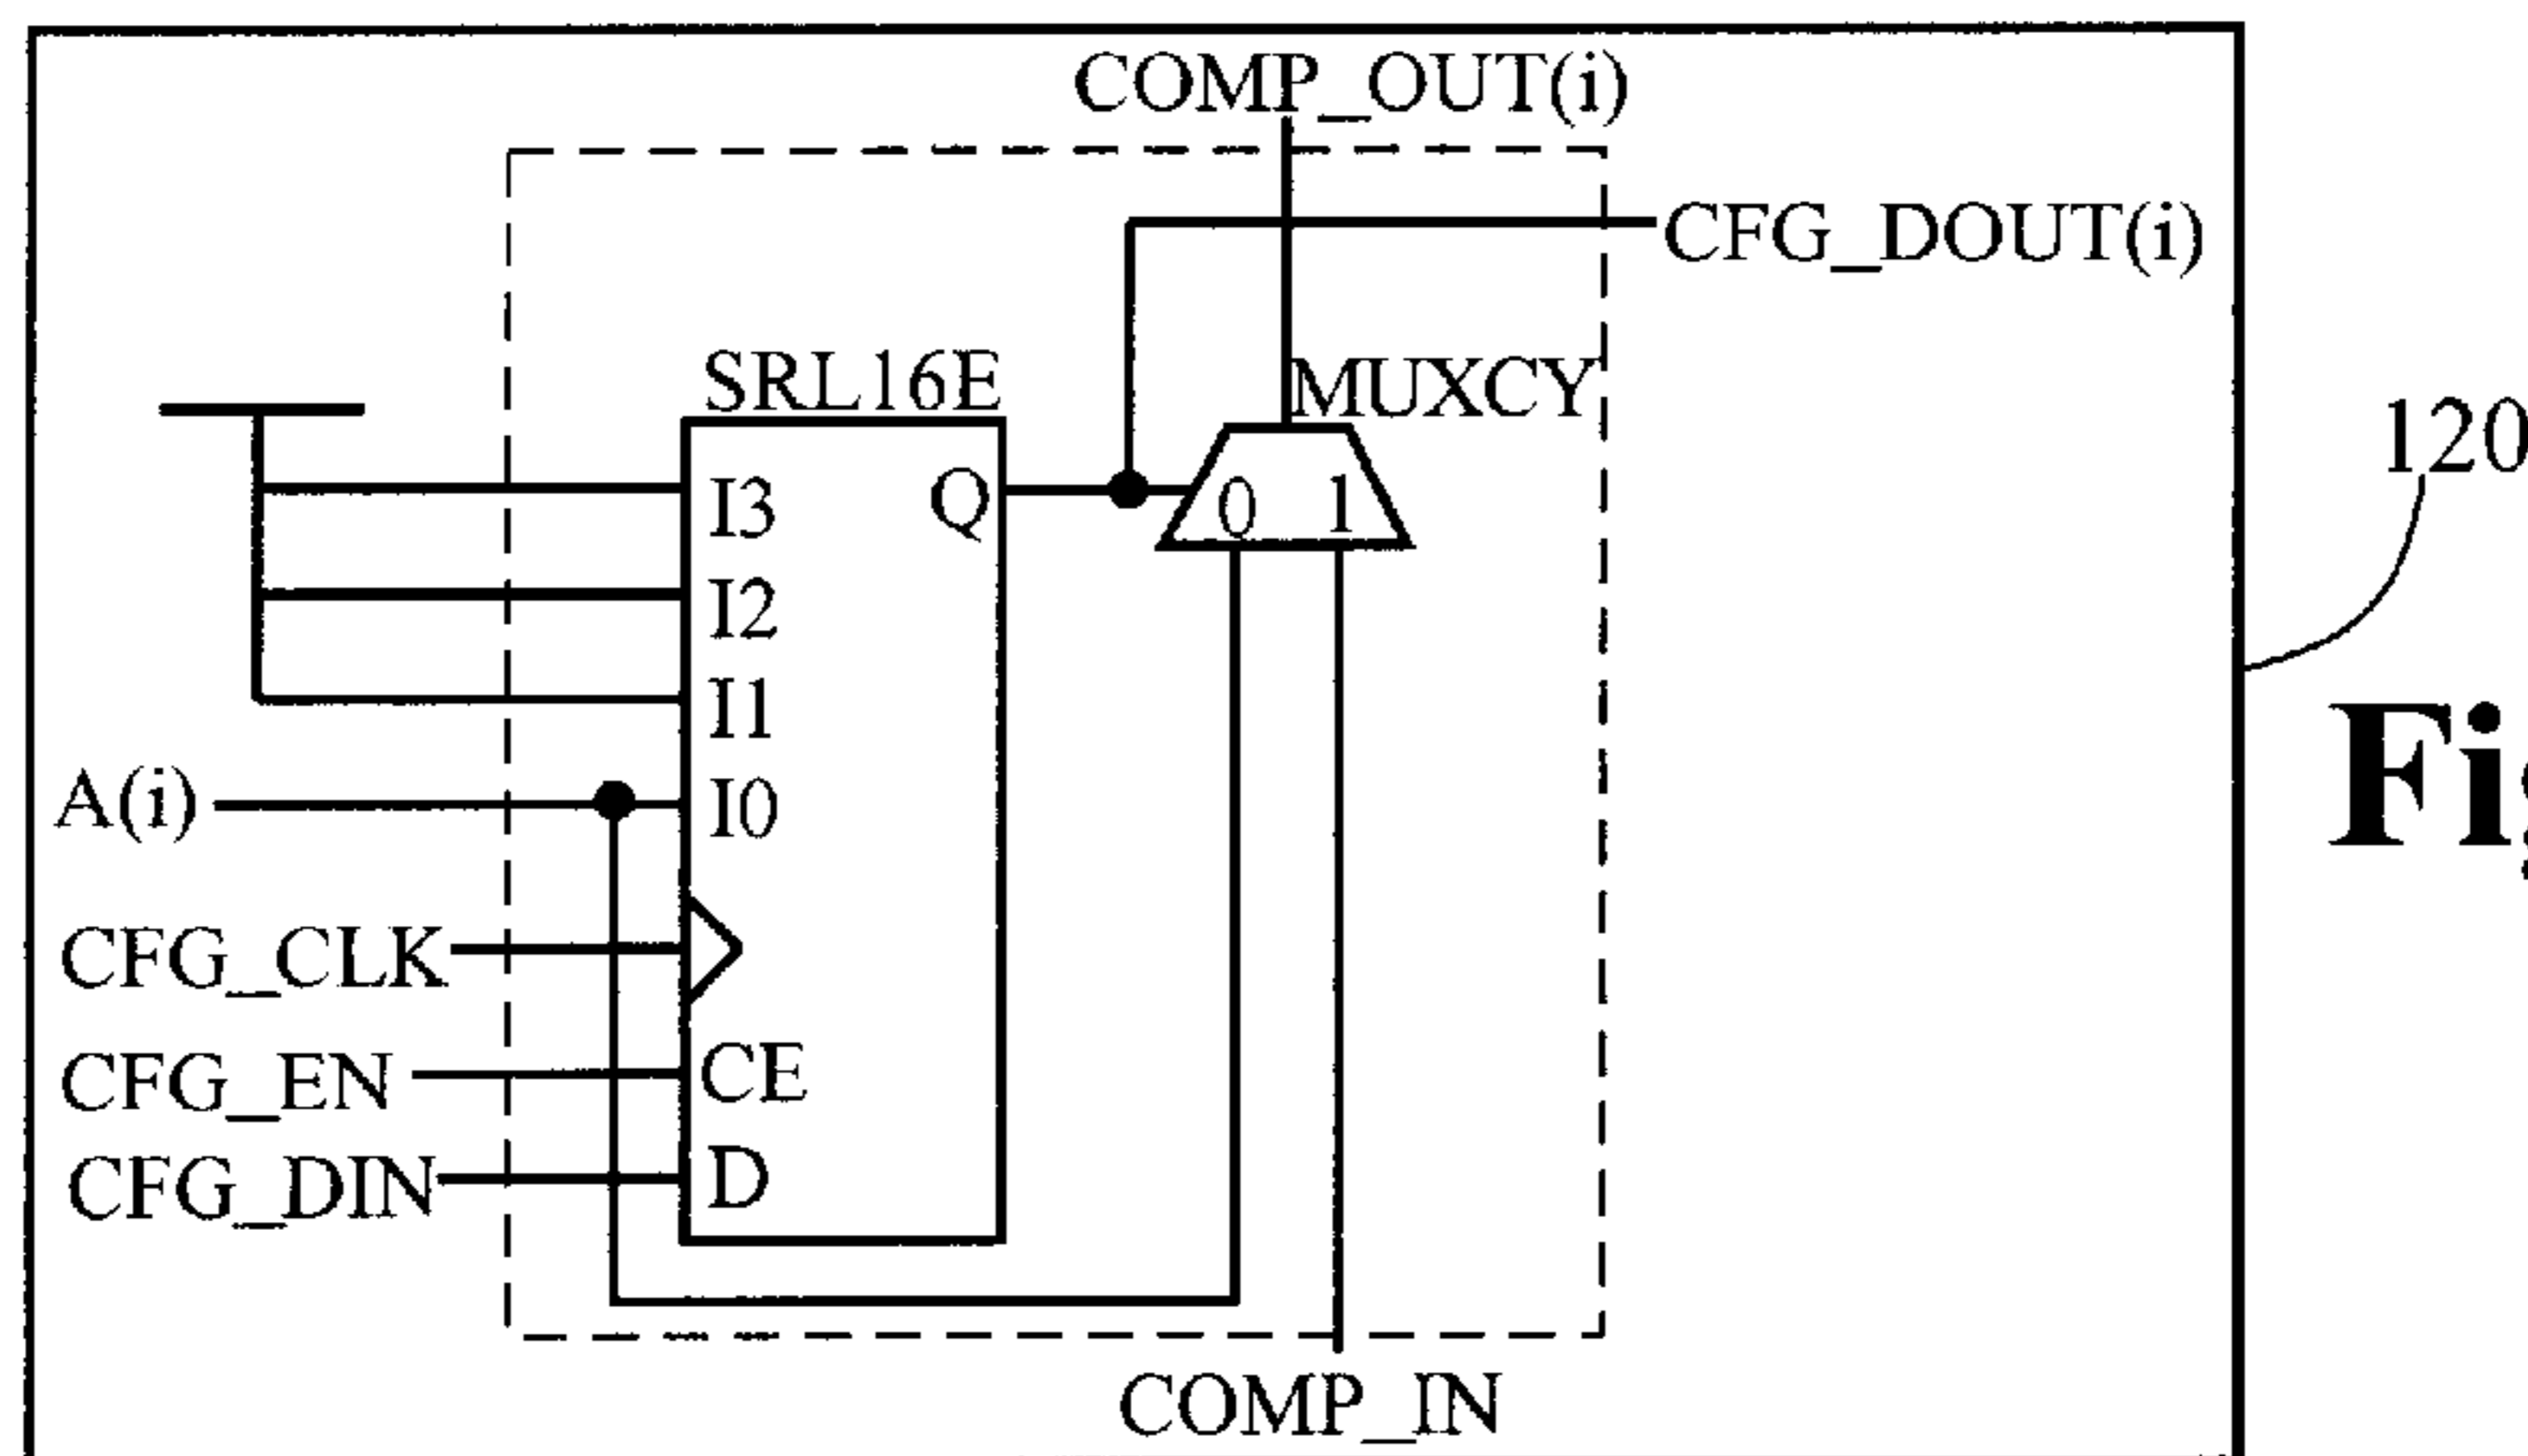 COMP_OUT(i)
CFG_DOUT(i)
SRL16E
MUXCY
120
I3
Q
0 1
I2
I1
A(i)
I0
CFG_CLK
CFG_EN
CE
CFG_DIN
D
COMP_IN